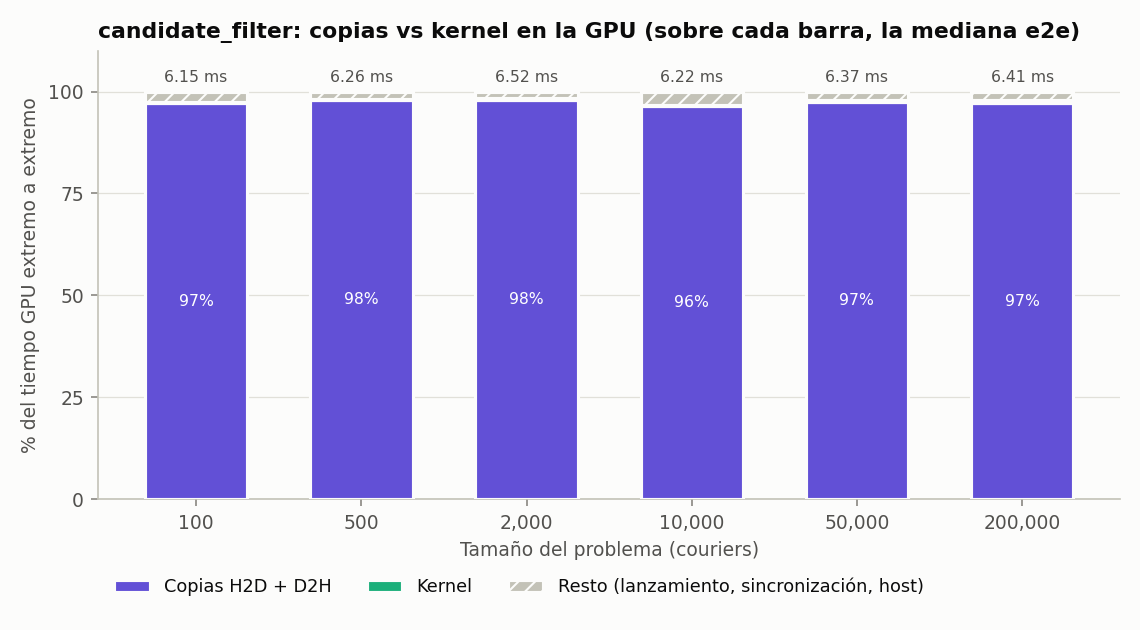 candidate_filter: copias vs kernel en la GPU (sobre cada barra, la mediana e2e)
6.15 ms 6.26 ms 6.52 ms 6.22 ms 6.37 ms 6.41 ms
% del tiempo GPU extremo a extremo
100
75
50
25
0
97% 98% 98% 96% 97% 97%
100 500 2,000 10,000 50,000 200,000
Tamaño del problema (couriers)
Copias H2D + D2H Kernel Resto (lanzamiento, sincronización, host)